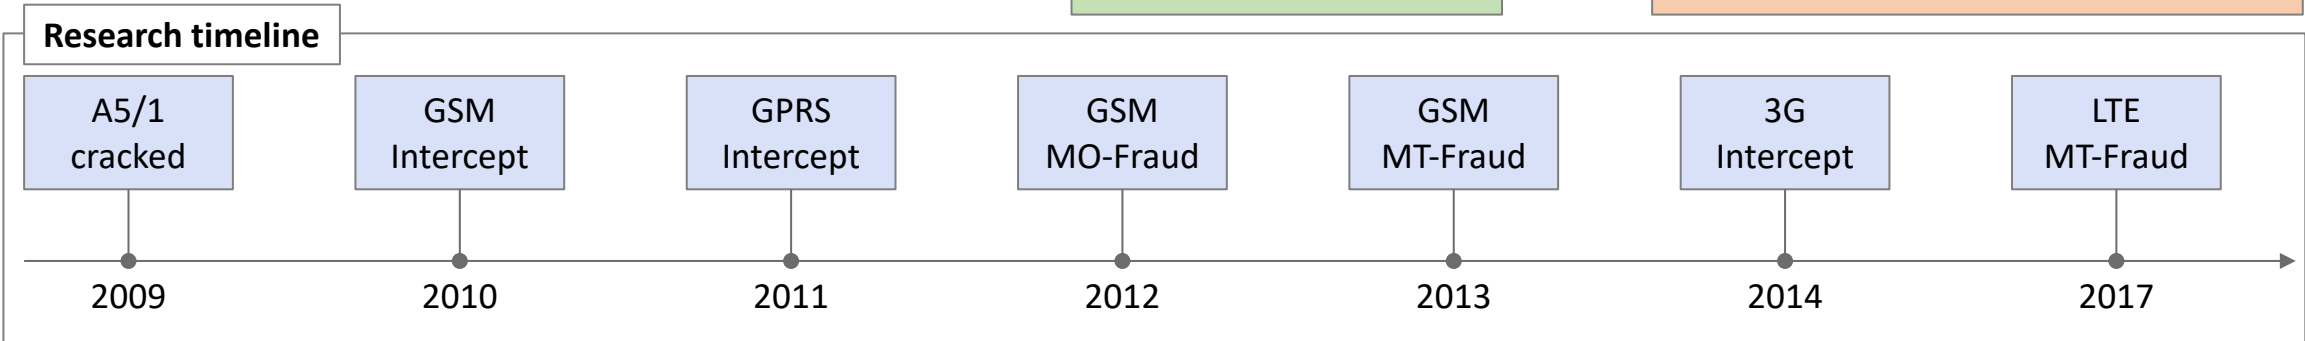 Research timeline
A5/1
cracked
GSM
Intercept
GPRS
Intercept
GSM
MO-Fraud
GSM
MT-Fraud
3G
Intercept
LTE
MT-Fraud
2009
2010
2011
2012
2013
2014
2017